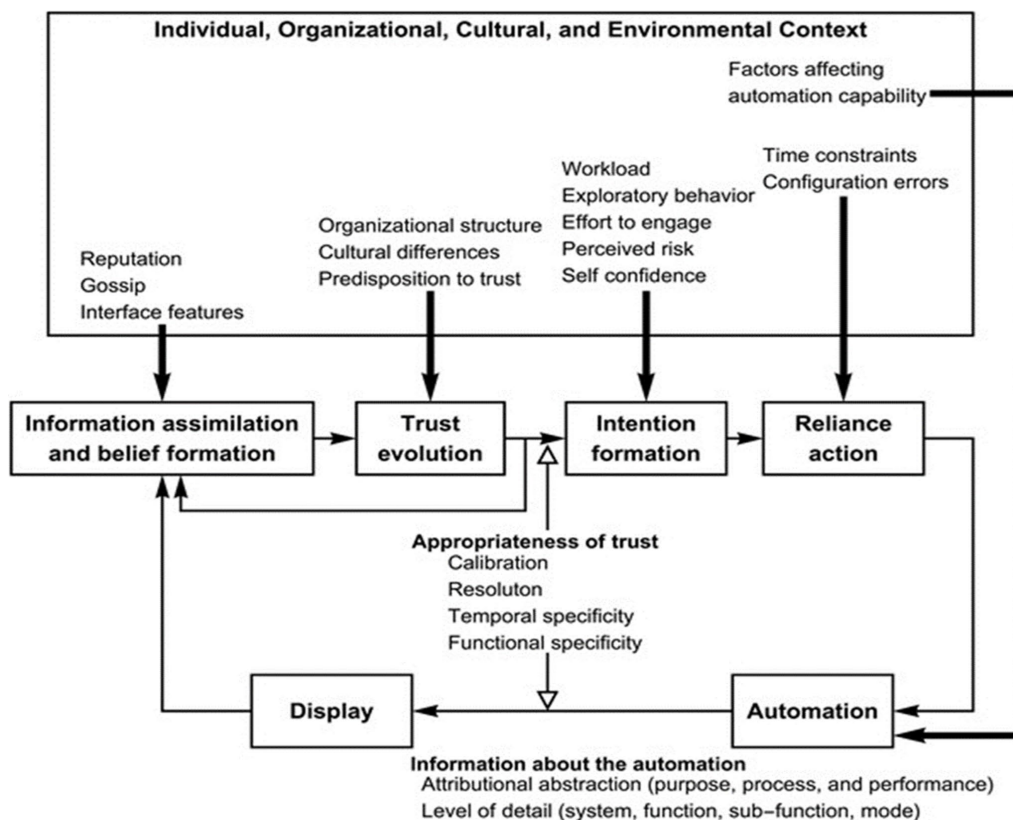 Individual, Organizational, Cultural, and Environmental Context
Factors affecting
automation capability
Time constraints
Configuration errors
Workload
Exploratory behavior
Effort to engage
Perceived risk
Self confidence
Organizational structure
Cultural differences
Predisposition to trust
Reputation
Gossip
Interface features
Information assimilation
and belief formation
Trust
evolution
Intention
formation
Reliance
action
Appropriateness of trust
Calibration
Resoluton
Temporal specificity
Functional specificity
Display
Automation
Information about the automation
Attributional abstraction (purpose, process, and performance)
Level of detail (system, function, sub-function, mode)